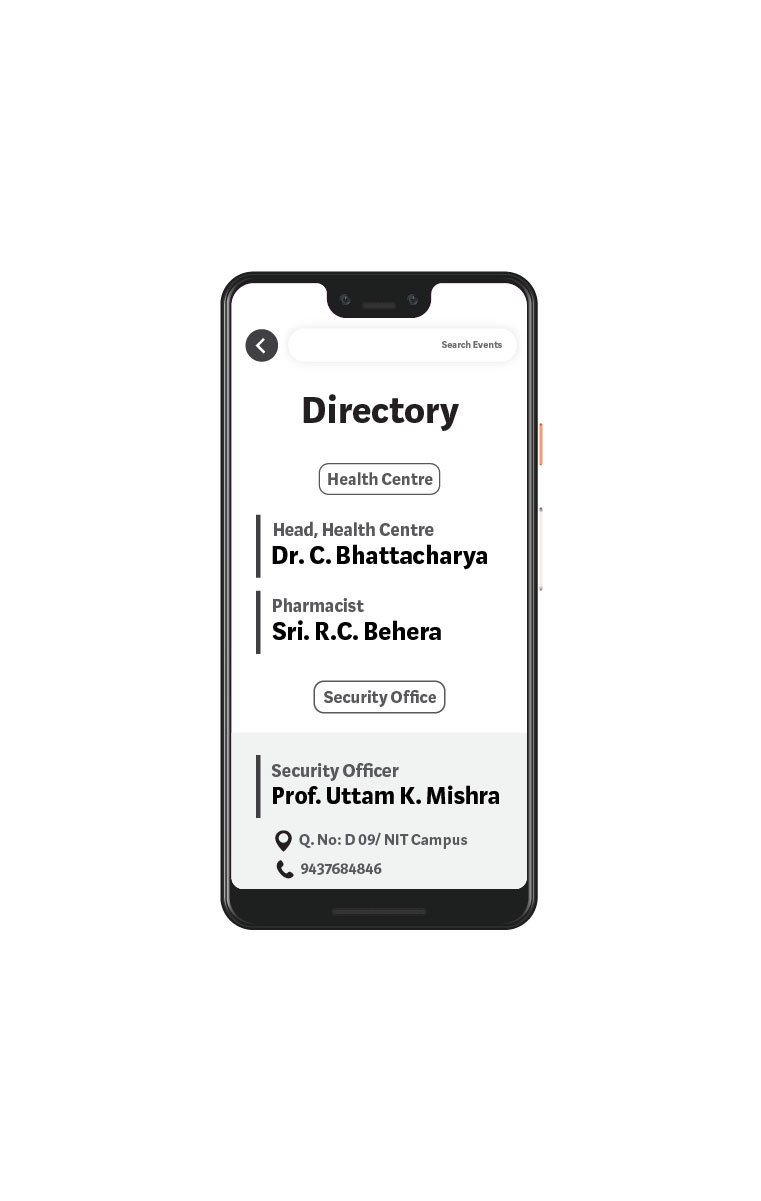 Search Events
Directory
Health Centre
Head, Health Centre
Dr. C. Bhattacharya
Pharmacist
Sri. R.C. Behera
Security Office
Security Officer
Prof. Uttam K. Mishra
Q. No: D 09/ NIT Campus
9437684846